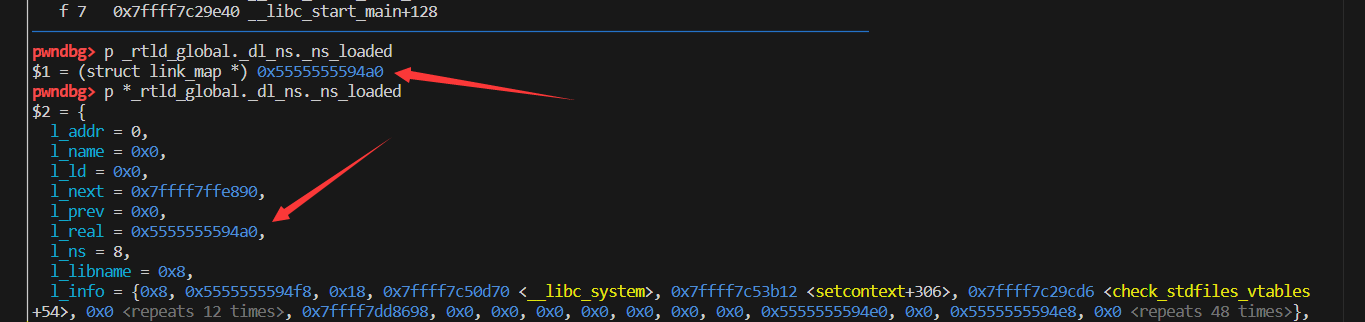 f 7 0x7ffff7c29e40 __libc_start_main+128
pwndbg> p _rtld_global._dl_ns._ns_loaded
$1 = (struct link_map *) 0x5555555594a0
pwndbg> p *_rtld_global._dl_ns._ns_loaded
$2 = {
l_addr = 0,
l_name = 0x0,
l_ld = 0x0,
l_next = 0x7ffff7ffe890,
l_prev = 0x0,
l_real = 0x5555555594a0,
l_ns = 8,
l_libname = 0x8,
l_info = {0x8, 0x5555555594f8, 0x18, 0x7ffff7c50d70 <__libc_system>, 0x7ffff7c53b12 <setcontext+306>, 0x7ffff7c29cd6 <check_stdfiles_vtables
+54>, 0x0 <repeats 12 times>, 0x7ffff7dd8698, 0x0, 0x0, 0x0, 0x0, 0x0, 0x0, 0x0, 0x5555555594e0, 0x0, 0x5555555594e8, 0x0 <repeats 48 times>},